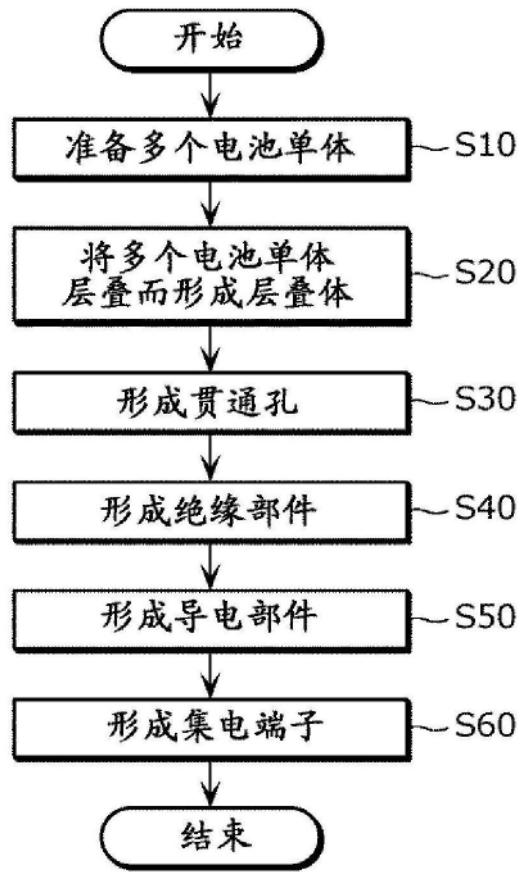 开始
准备多个电池单体
S10
将多个电池单体
层叠而形成层叠体
S20
形成贯通孔
S30
形成绝缘部件
S40
形成导电部件
S50
形成集电端子
S60
结束